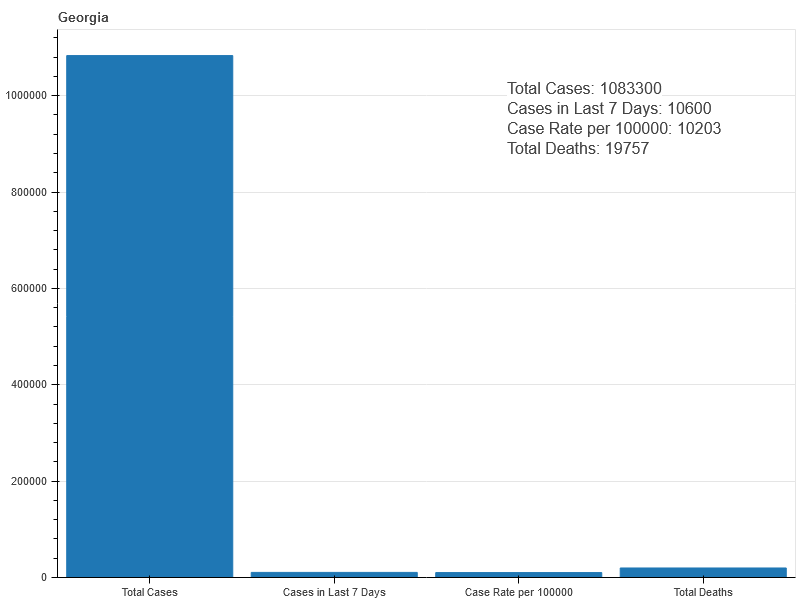 Georgia
Total Cases: 1083300
Cases in Last 7 Days: 10600
Case Rate per 100000: 10203
Total Deaths: 19757
1000000
800000
600000
400000
200000
0
Total Cases
Cases in Last 7 Days
Case Rate per 100000
Total Deaths